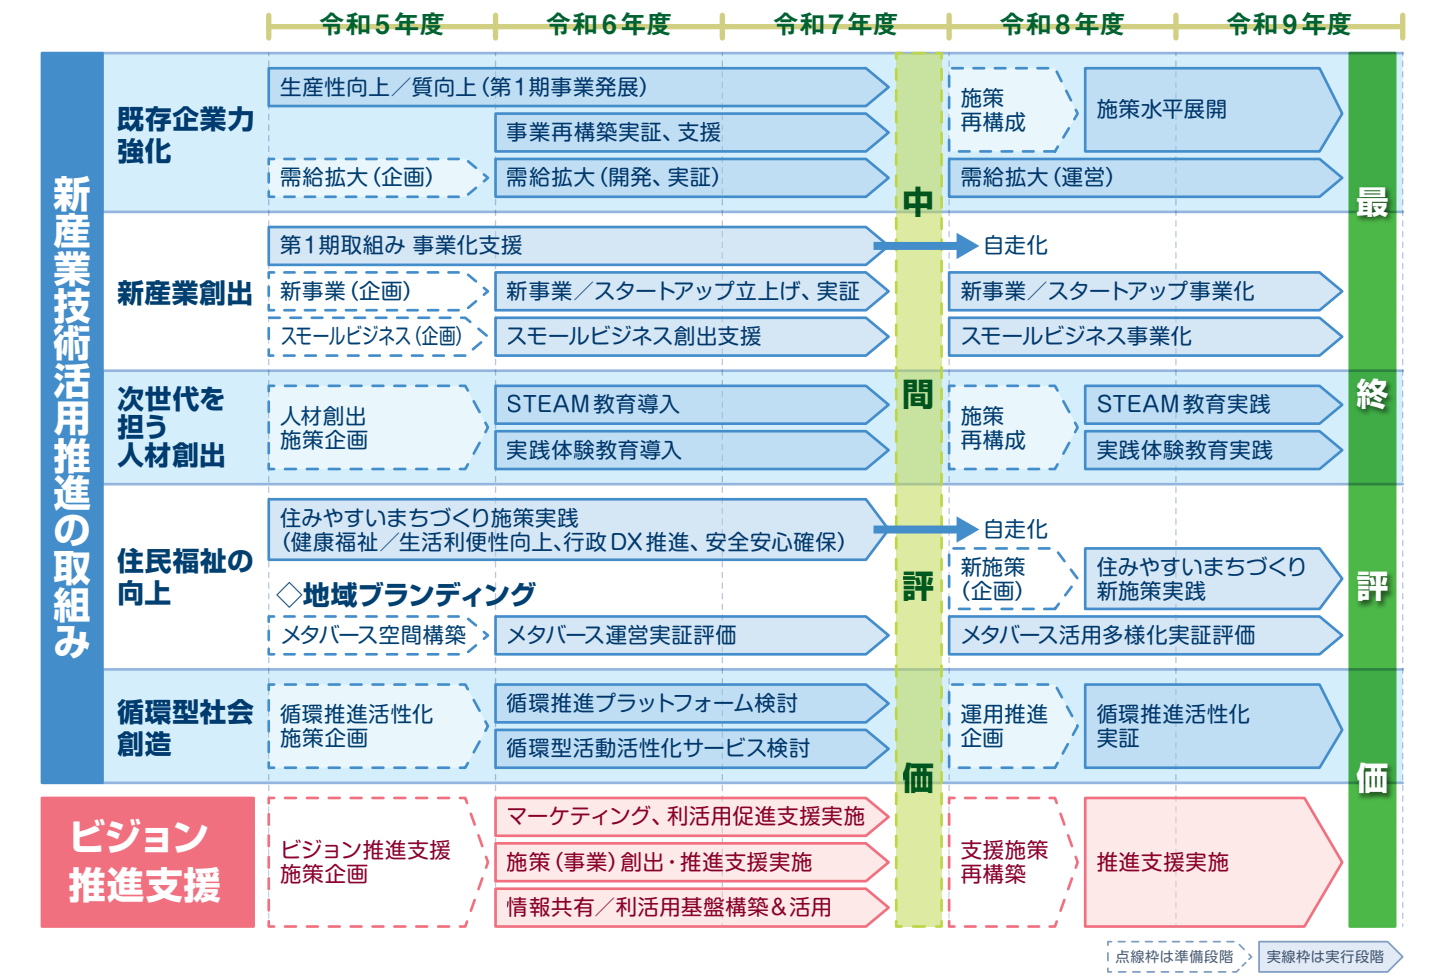 令和5年度
令和6年度
令和7年度
令和8年度
令和9年度
新産業技術活用推進の取組み
既存企業力
強化
生産性向上／質向上（第1期事業発展）
事業再構築実証、支援
需給拡大（企画）
需給拡大（開発、実証）
施策
再構成
施策水平展開
需給拡大（運営）
新産業創出
第1期取組み 事業化支援
自走化
新事業（企画）
新事業／スタートアップ立上げ、実証
新事業／スタートアップ事業化
スモールビジネス（企画）
スモールビジネス創出支援
スモールビジネス事業化
次世代を
担う
人材創出
人材創出
施策企画
STEAM教育導入
実践体験教育導入
施策
再構成
STEAM教育実践
実践体験教育実践
住民福祉の
向上
住みやすいまちづくり施策実践
（健康福祉／生活利便性向上、行政DX推進、安全安心確保）
自走化
新施策
（企画）
住みやすいまちづくり
新施策実践
◇地域ブランディング
メタバース空間構築
メタバース運営実証評価
メタバース活用多様化実証評価
循環型社会
創造
循環推進活性化
施策企画
循環推進プラットフォーム検討
循環型活動活性化サービス検討
運用推進
企画
循環推進活性化
実証
ビジョン
推進支援
ビジョン推進支援
施策企画
マーケティング、利活用促進支援実施
施策（事業）創出・推進支援実施
情報共有／利活用基盤構築＆活用
支援施策
再構築
推進支援実施
中間評価
最終評価
点線枠は準備段階
実線枠は実行段階